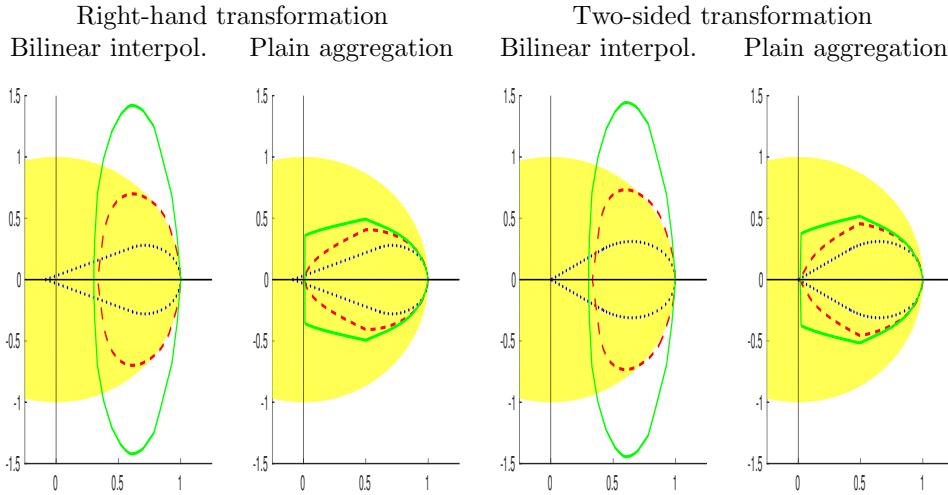 Right-hand transformation Two-sided transformation
Bilinear interpol. Plain aggregation Bilinear interpol. Plain aggregation
1.5 1.5 1.5 1.5
1 1 1 1
0.5 0.5 0.5 0.5
0 0 0 0
-0.5 -0.5 -0.5 -0.5
-1 -1 -1 -1
-1.5 -1.5 -1.5 -1.5
0 0.5 1 0 0.5 1 0 0.5 1 0 0.5 1